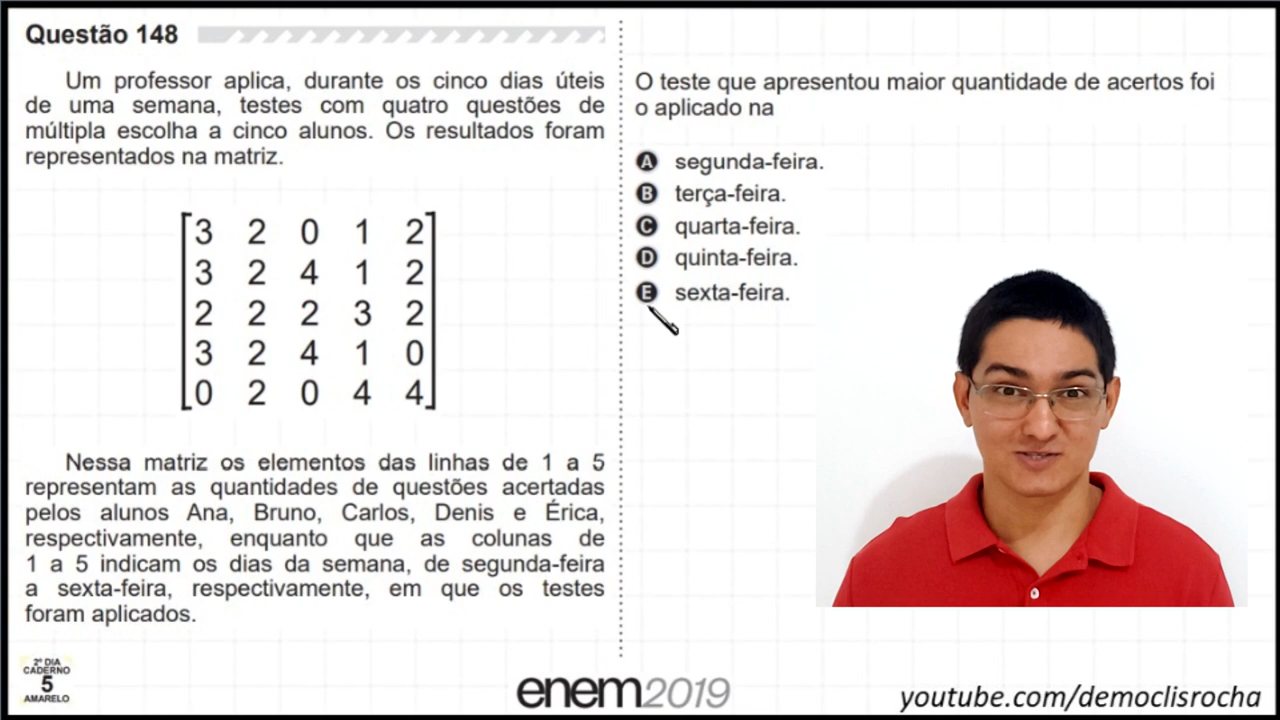 Questão 148
Um professor aplica, durante os cinco dias úteis
de uma semana, testes com quatro questões de
múltipla escolha a cinco alunos. Os resultados foram
representados na matriz.
3 2 0 1 2
3 2 4 1 2
2 2 2 3 2
3 2 4 1 0
0 2 0 4 4
Nessa matriz os elementos das linhas de 1 a 5
representam as quantidades de questões acertadas
pelos alunos Ana, Bruno, Carlos, Denis e Érica,
respectivamente, enquanto que as colunas de
1 a 5 indicam os dias da semana, de segunda-feira
a sexta-feira, respectivamente, em que os testes
foram aplicados.
O teste que apresentou maior quantidade de acertos foi
o aplicado na
A segunda-feira.
B terça-feira.
C quarta-feira.
D quinta-feira.
E sexta-feira.
2º DIA
CADERNO
5
AMARELO
enem2019
youtube.com/democlisrocha